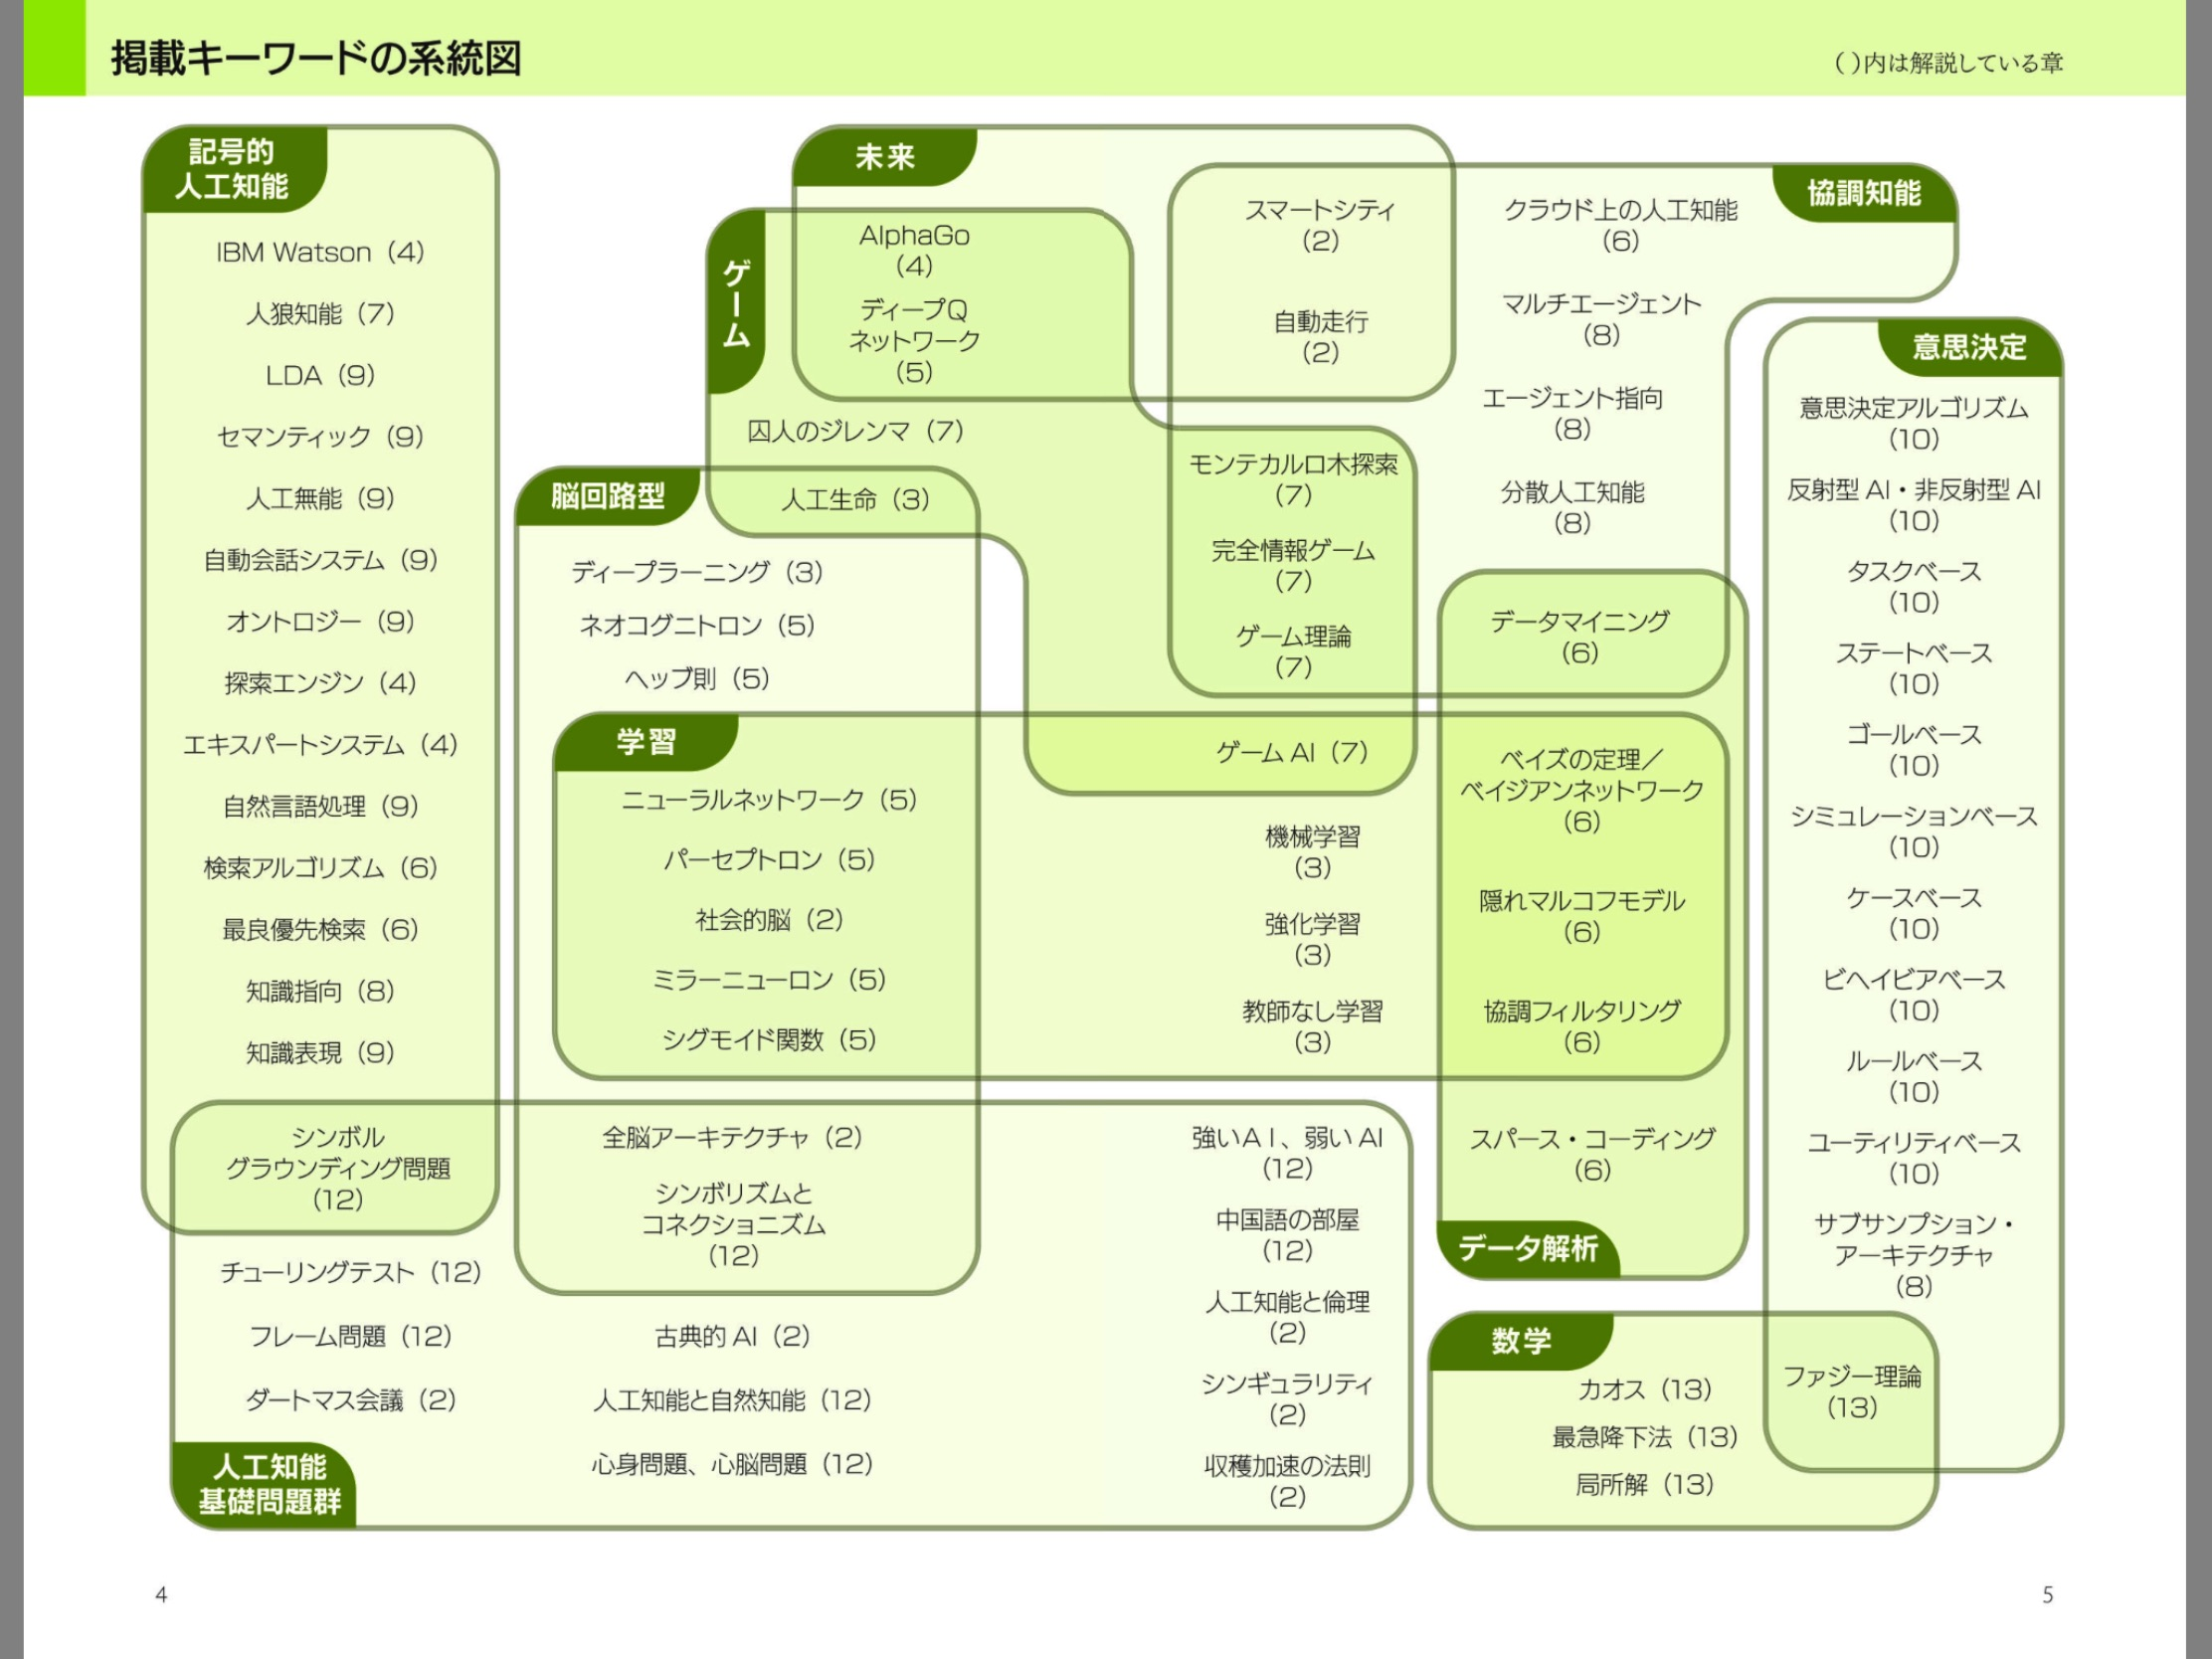 掲載キーワードの系統図
( )内は解説している章
記号的
人工知能
IBM Watson（4）
人狼知能（7）
LDA（9）
セマンティック（9）
人工無能（9）
自動会話システム（9）
オントロジー（9）
探索エンジン（4）
エキスパートシステム（4）
自然言語処理（9）
検索アルゴリズム（6）
最良優先検索（6）
知識指向（8）
知識表現（9）
シンボル
グラウンディング問題
（12）
チューリングテスト（12）
フレーム問題（12）
ダートマス会議（2）
人工知能
基礎問題群
未来
ゲーム
AlphaGo
（4）
ディープQ
ネットワーク
（5）
囚人のジレンマ（7）
脳回路型
人工生命（3）
ディープラーニング（3）
ネオコグニトロン（5）
ヘッブ則（5）
学習
ニューラルネットワーク（5）
パーセプトロン（5）
社会的脳（2）
ミラーニューロン（5）
シグモイド関数（5）
全脳アーキテクチャ（2）
シンボリズムと
コネクショニズム
（12）
古典的 AI（2）
人工知能と自然知能（12）
心身問題、心脳問題（12）
スマートシティ
（2）
自動走行
（2）
モンテカルロ木探索
（7）
完全情報ゲーム
（7）
ゲーム理論
（7）
ゲーム AI（7）
機械学習
（3）
強化学習
（3）
教師なし学習
（3）
強いAI、弱い AI
（12）
中国語の部屋
（12）
人工知能と倫理
（2）
シンギュラリティ
（2）
収穫加速の法則
（2）
協調知能
クラウド上の人工知能
（6）
マルチエージェント
（8）
エージェント指向
（8）
分散人工知能
（8）
データマイニング
（6）
ベイズの定理／
ベイジアンネットワーク
（6）
隠れマルコフモデル
（6）
協調フィルタリング
（6）
スパース・コーディング
（6）
データ解析
数学
カオス（13）
最急降下法（13）
局所解（13）
意思決定
意思決定アルゴリズム
（10）
反射型 AI・非反射型 AI
（10）
タスクベース
（10）
ステートベース
（10）
ゴールベース
（10）
シミュレーションベース
（10）
ケースベース
（10）
ビヘイビアベース
（10）
ルールベース
（10）
ユーティリティベース
（10）
サブサンプション・
アーキテクチャ
（8）
ファジー理論
（13）
4
5